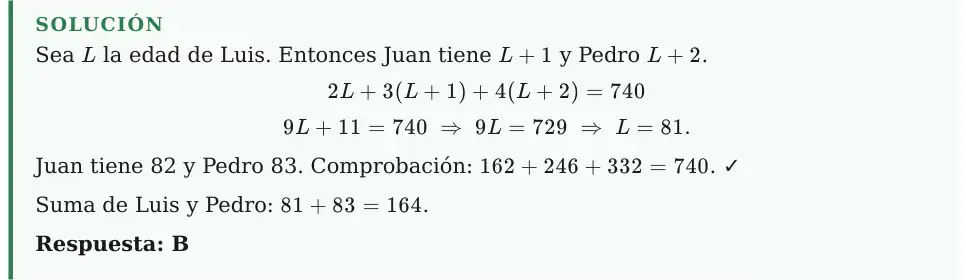 SOLUCIÓN
Sea L la edad de Luis. Entonces Juan tiene L + 1 y Pedro L + 2.
2L + 3(L + 1) + 4(L + 2) = 740
9L + 11 = 740 ⇒ 9L = 729 ⇒ L = 81.
Juan tiene 82 y Pedro 83. Comprobación: 162 + 246 + 332 = 740. ✓
Suma de Luis y Pedro: 81 + 83 = 164.
Respuesta: B